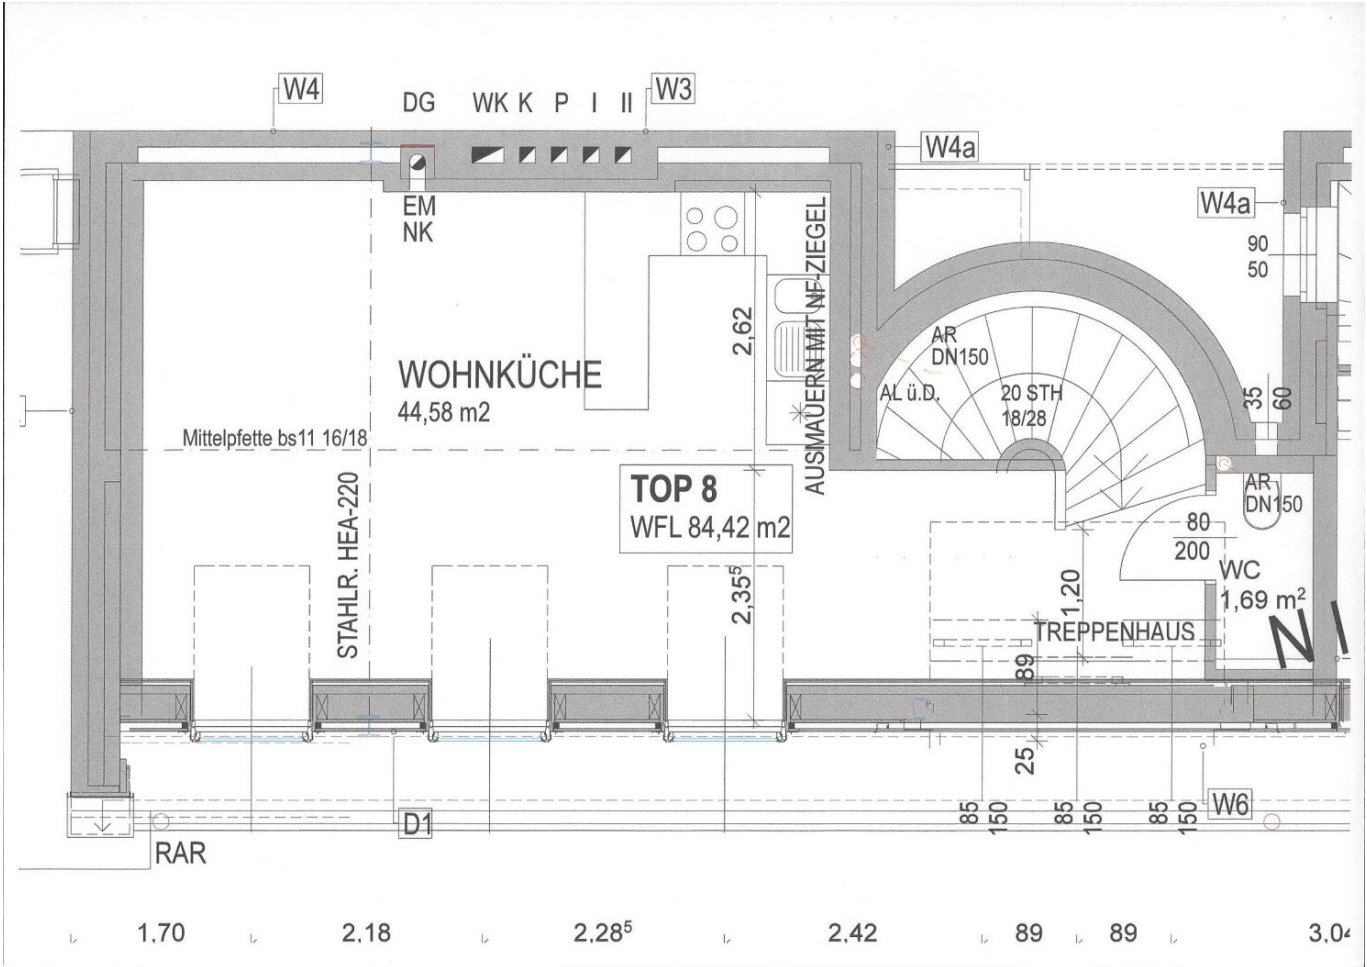 W4
DG
WK K P I II
W3
W4a
W4a
EM
NK
90
50
AUSMAUERN MIT NF-ZIEGEL
2,62
AR
DN150
WOHNKÜCHE
44,58 m2
AL ü.D.
20 STH
18/28
35
60
Mittelpfette bs11 16/18
STAHLR. HEA-220
TOP 8
WFL 84,42 m2
AR
DN150
80
200
WC
1,69 m²
2,35⁵
1,20
TREPPENHAUS
89
25
D1
85
150
85
150
85
150
W6
RAR
1,70
2,18
2,28⁵
2,42
89
89